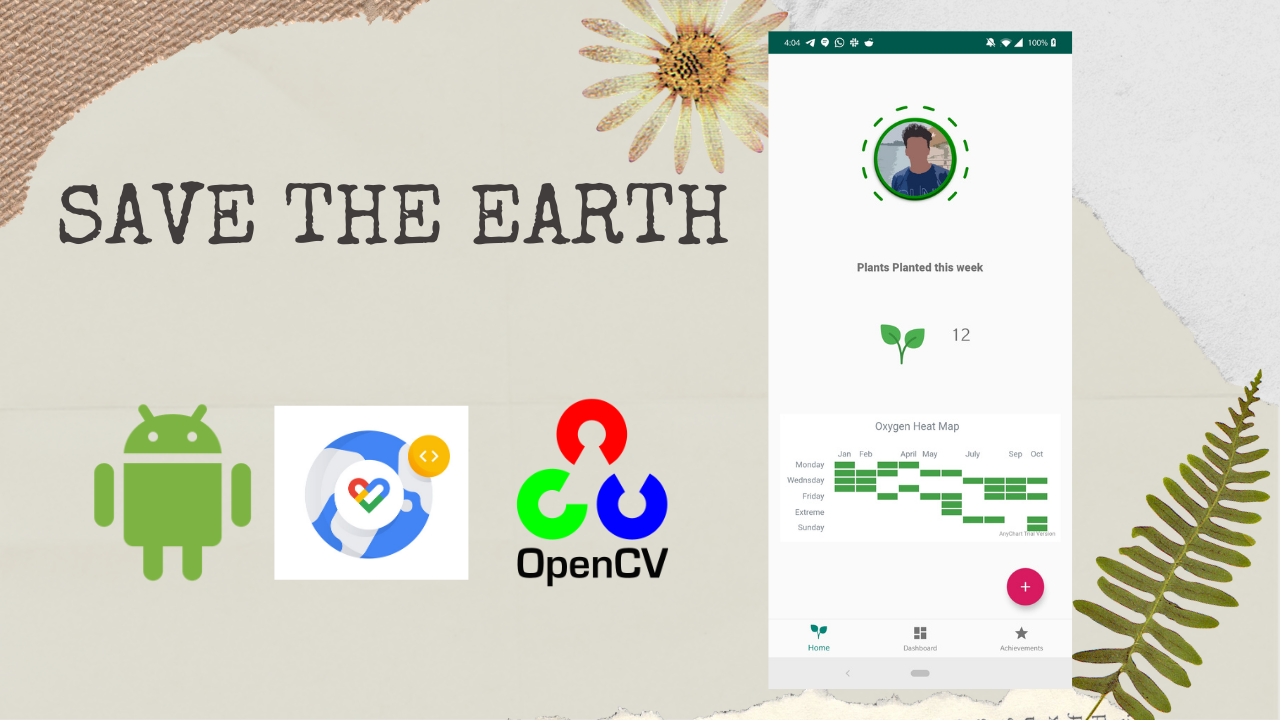 SAVE THE EARTH
OpenCV
4:04
100%
Plants Planted this week
12
Oxygen Heat Map
Jan Feb April May July Sep Oct
Monday
Wednsday
Friday
Extreme
Sunday
AnyChart Trial Version
+
Home Dashboard Achievements